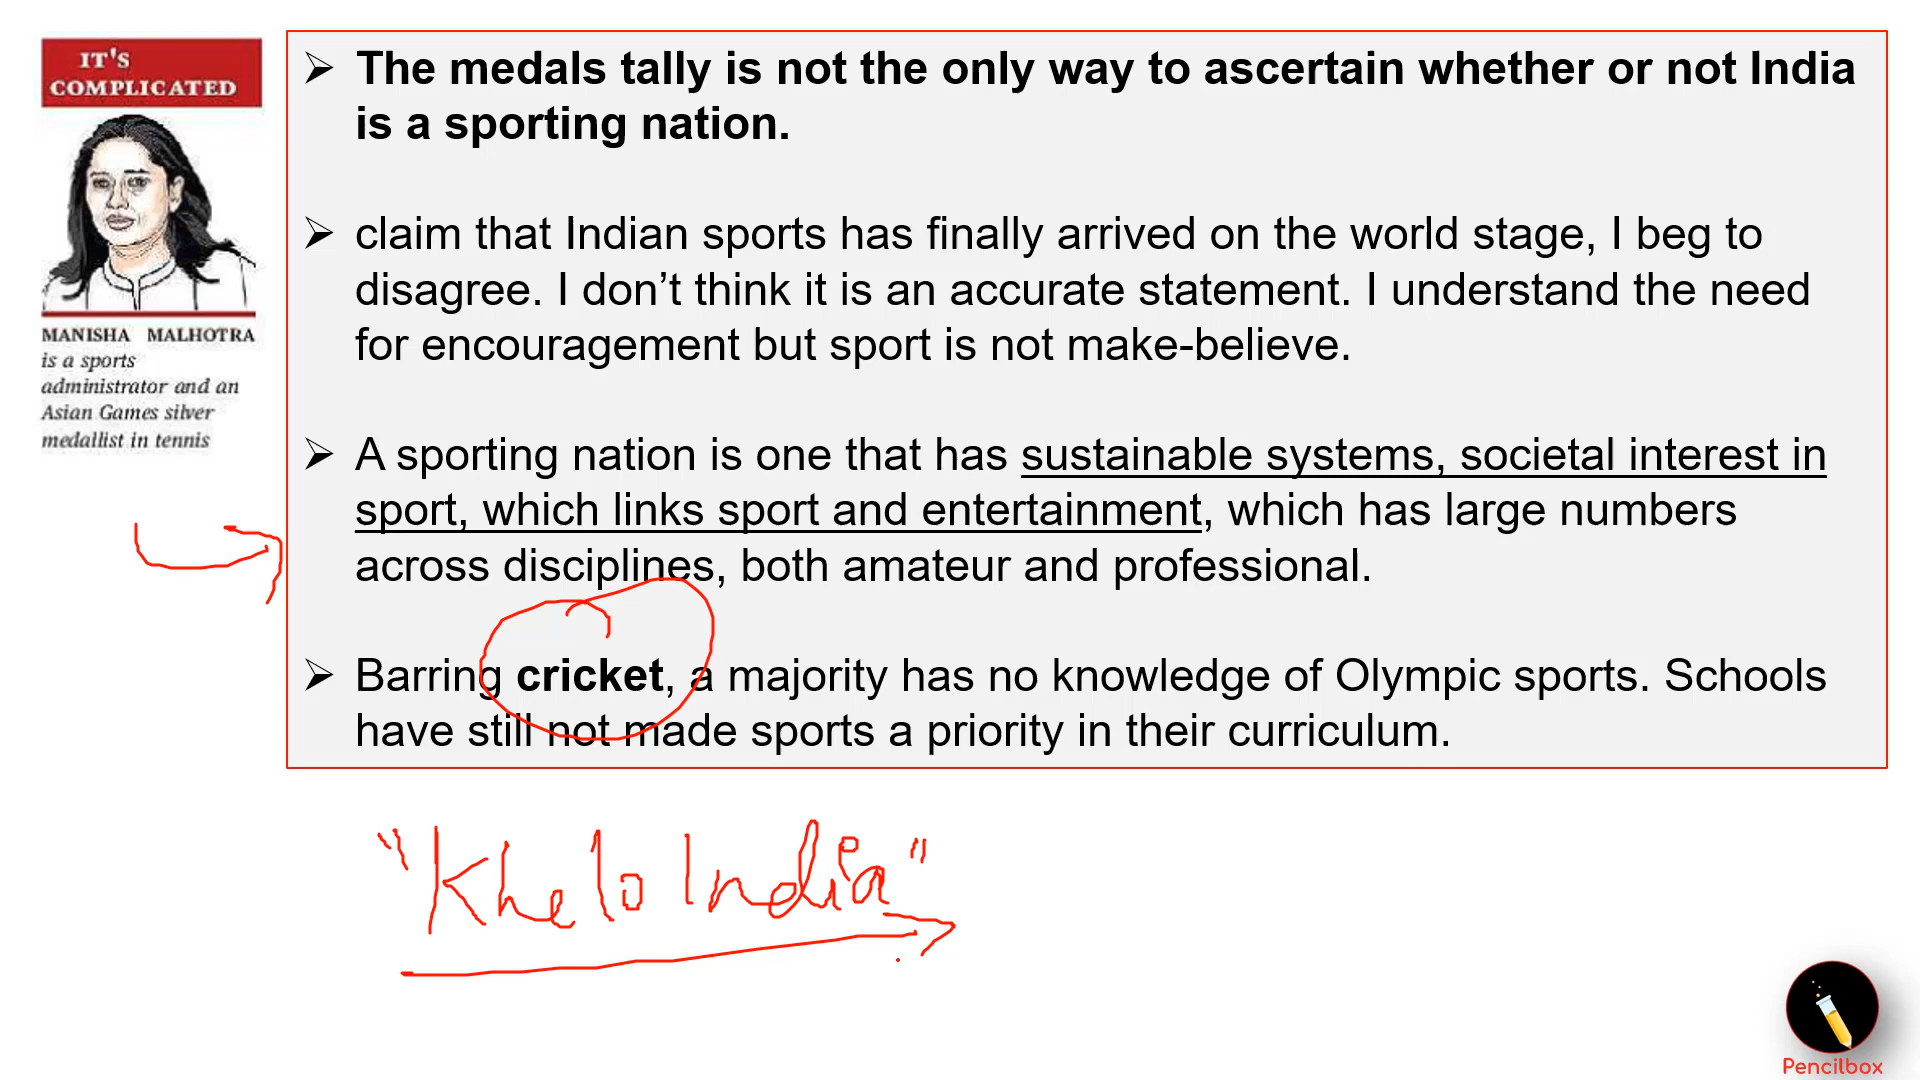 IT'S
COMPLICATED
MANISHA MALHOTRA
is a sports
administrator and an
Asian Games silver
medallist in tennis
➢ The medals tally is not the only way to ascertain whether or not India
is a sporting nation.
➢ claim that Indian sports has finally arrived on the world stage, I beg to
disagree. I don’t think it is an accurate statement. I understand the need
for encouragement but sport is not make-believe.
➢ A sporting nation is one that has sustainable systems, societal interest in
sport, which links sport and entertainment, which has large numbers
across disciplines, both amateur and professional.
➢ Barring cricket, a majority has no knowledge of Olympic sports. Schools
have still not made sports a priority in their curriculum.
"Khelo India"
Pencilbox